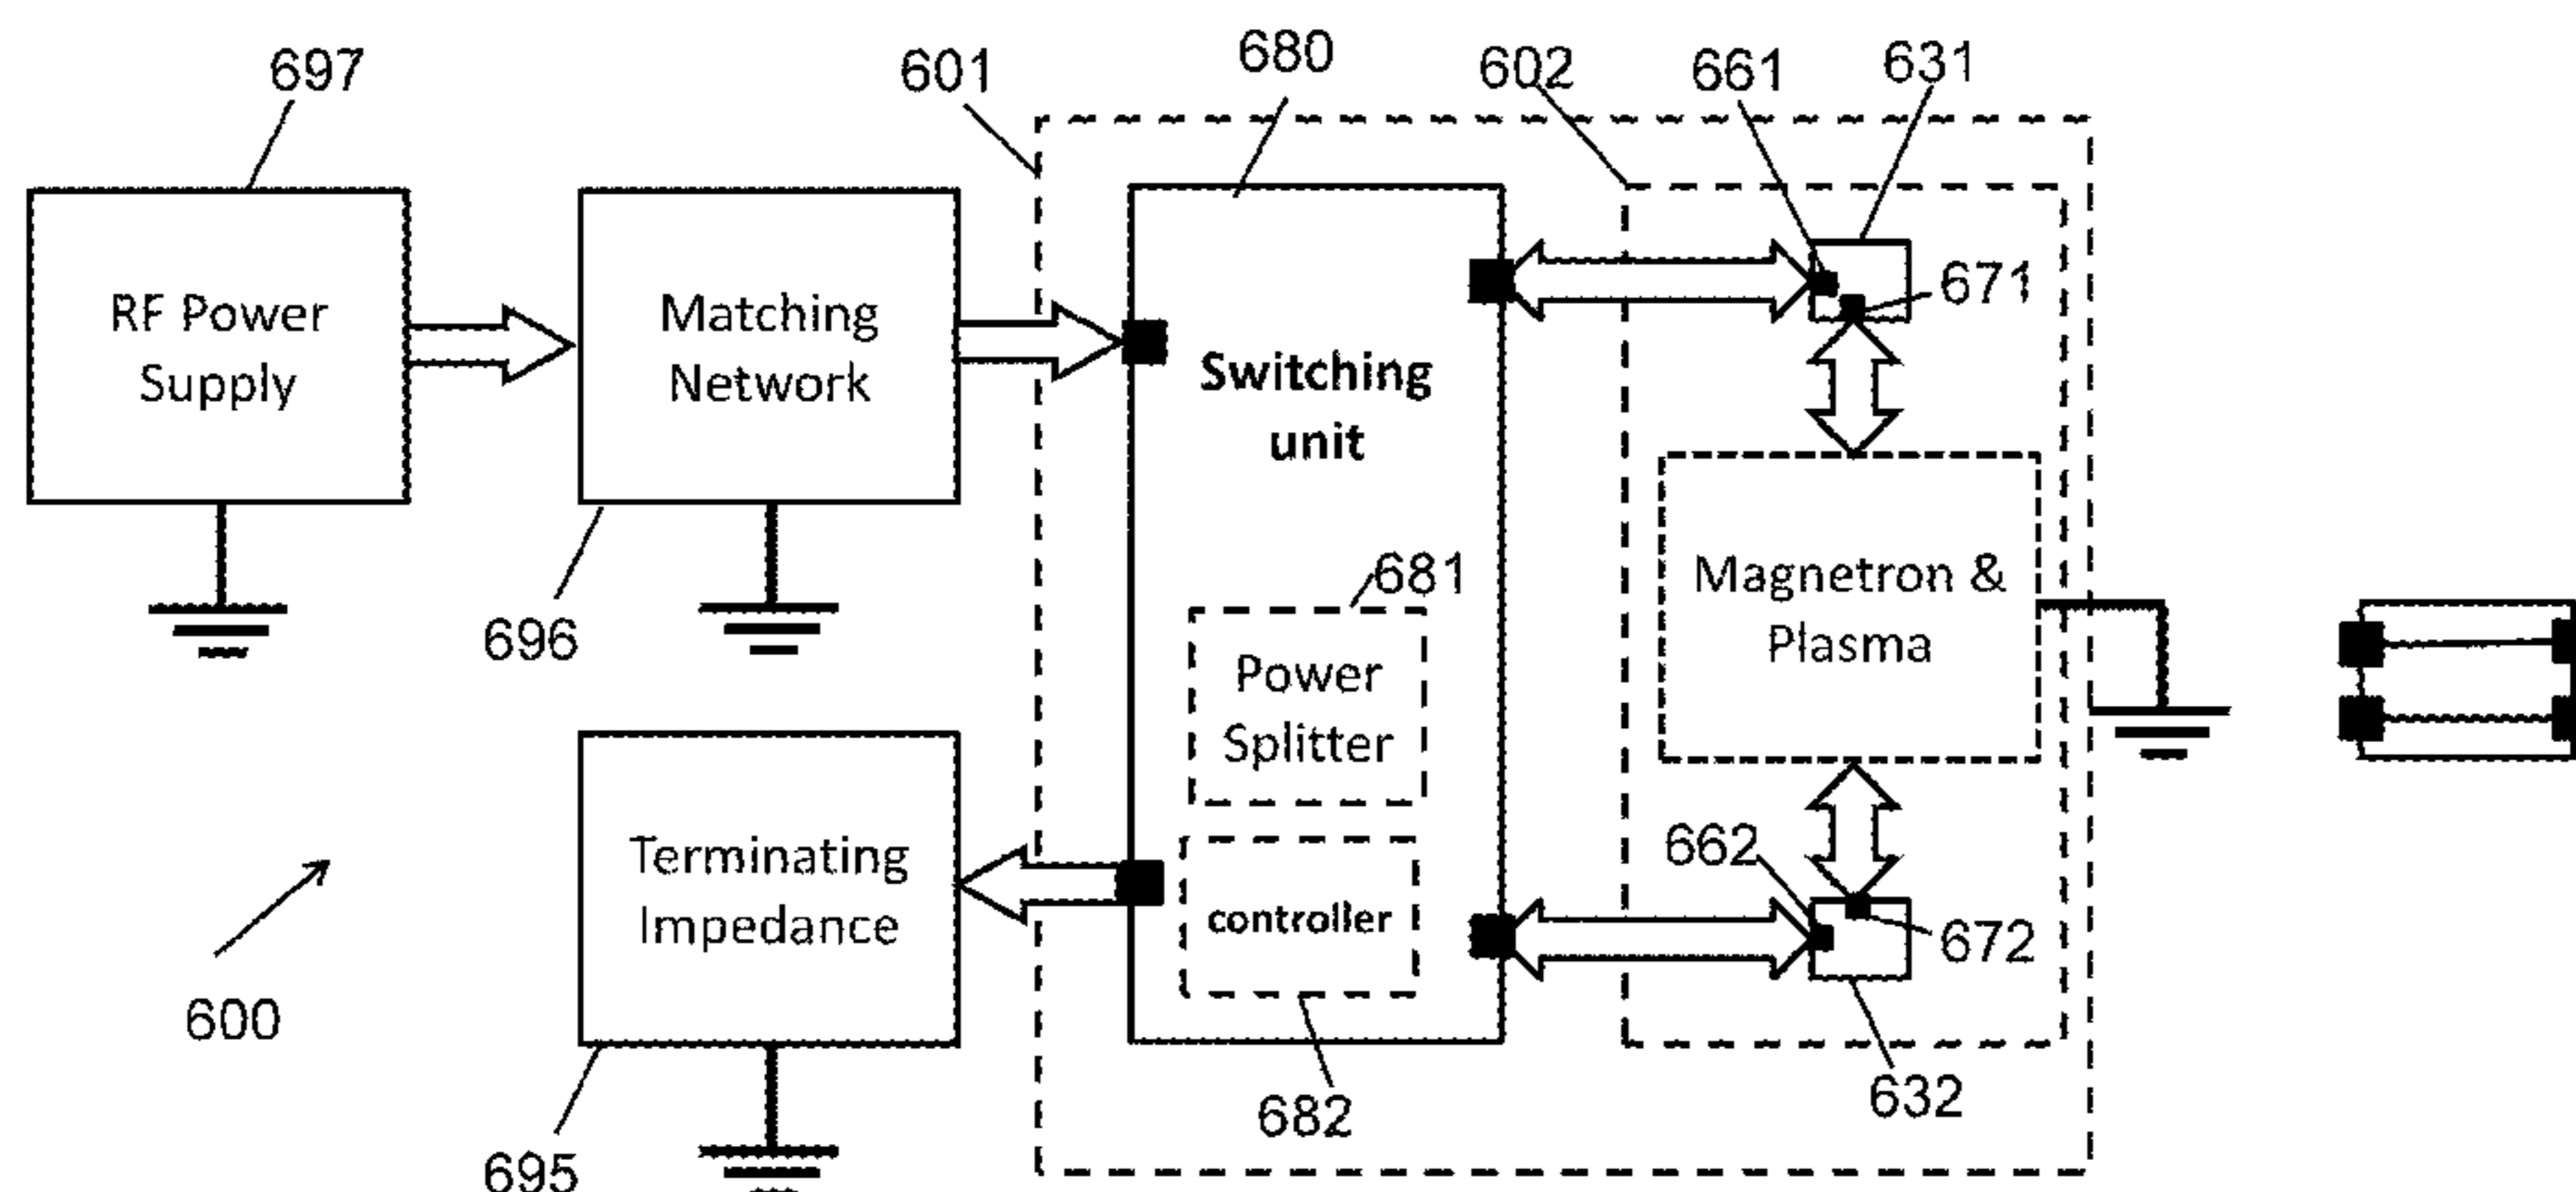 697
601
680
602
661
631
RF Power
Supply
Matching
Network
Switching
unit
671
Magnetron &
Plasma
681
Power
Splitter
696
Terminating
Impedance
controller
662
672
600
682
632
695